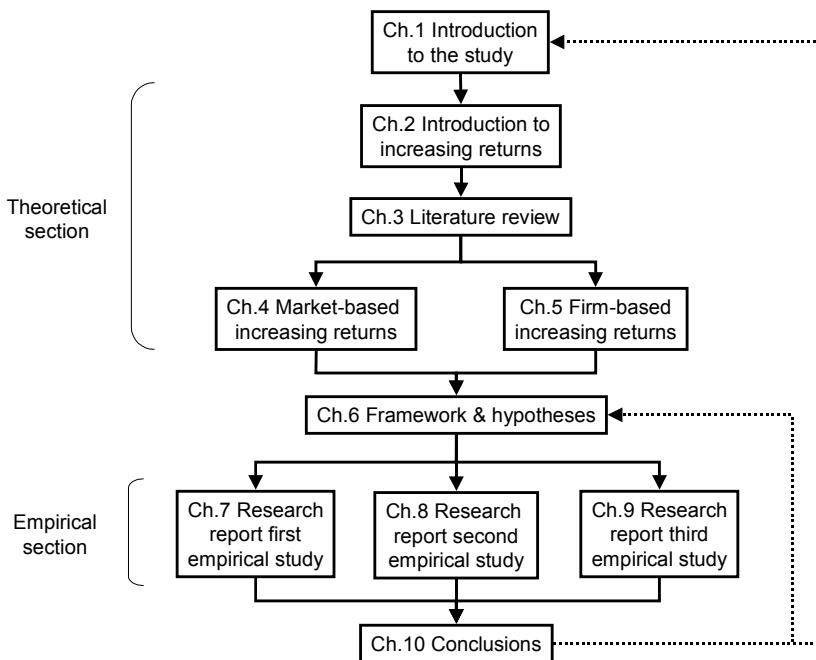 Ch.1 Introduction
to the study
Ch.2 Introduction to
increasing returns
Theoretical
section
Ch.3 Literature review
Ch.4 Market-based
increasing returns
Ch.5 Firm-based
increasing returns
Ch.6 Framework & hypotheses
Empirical
section
Ch.7 Research
report first
empirical study
Ch.8 Research
report second
empirical study
Ch.9 Research
report third
empirical study
Ch.10 Conclusions